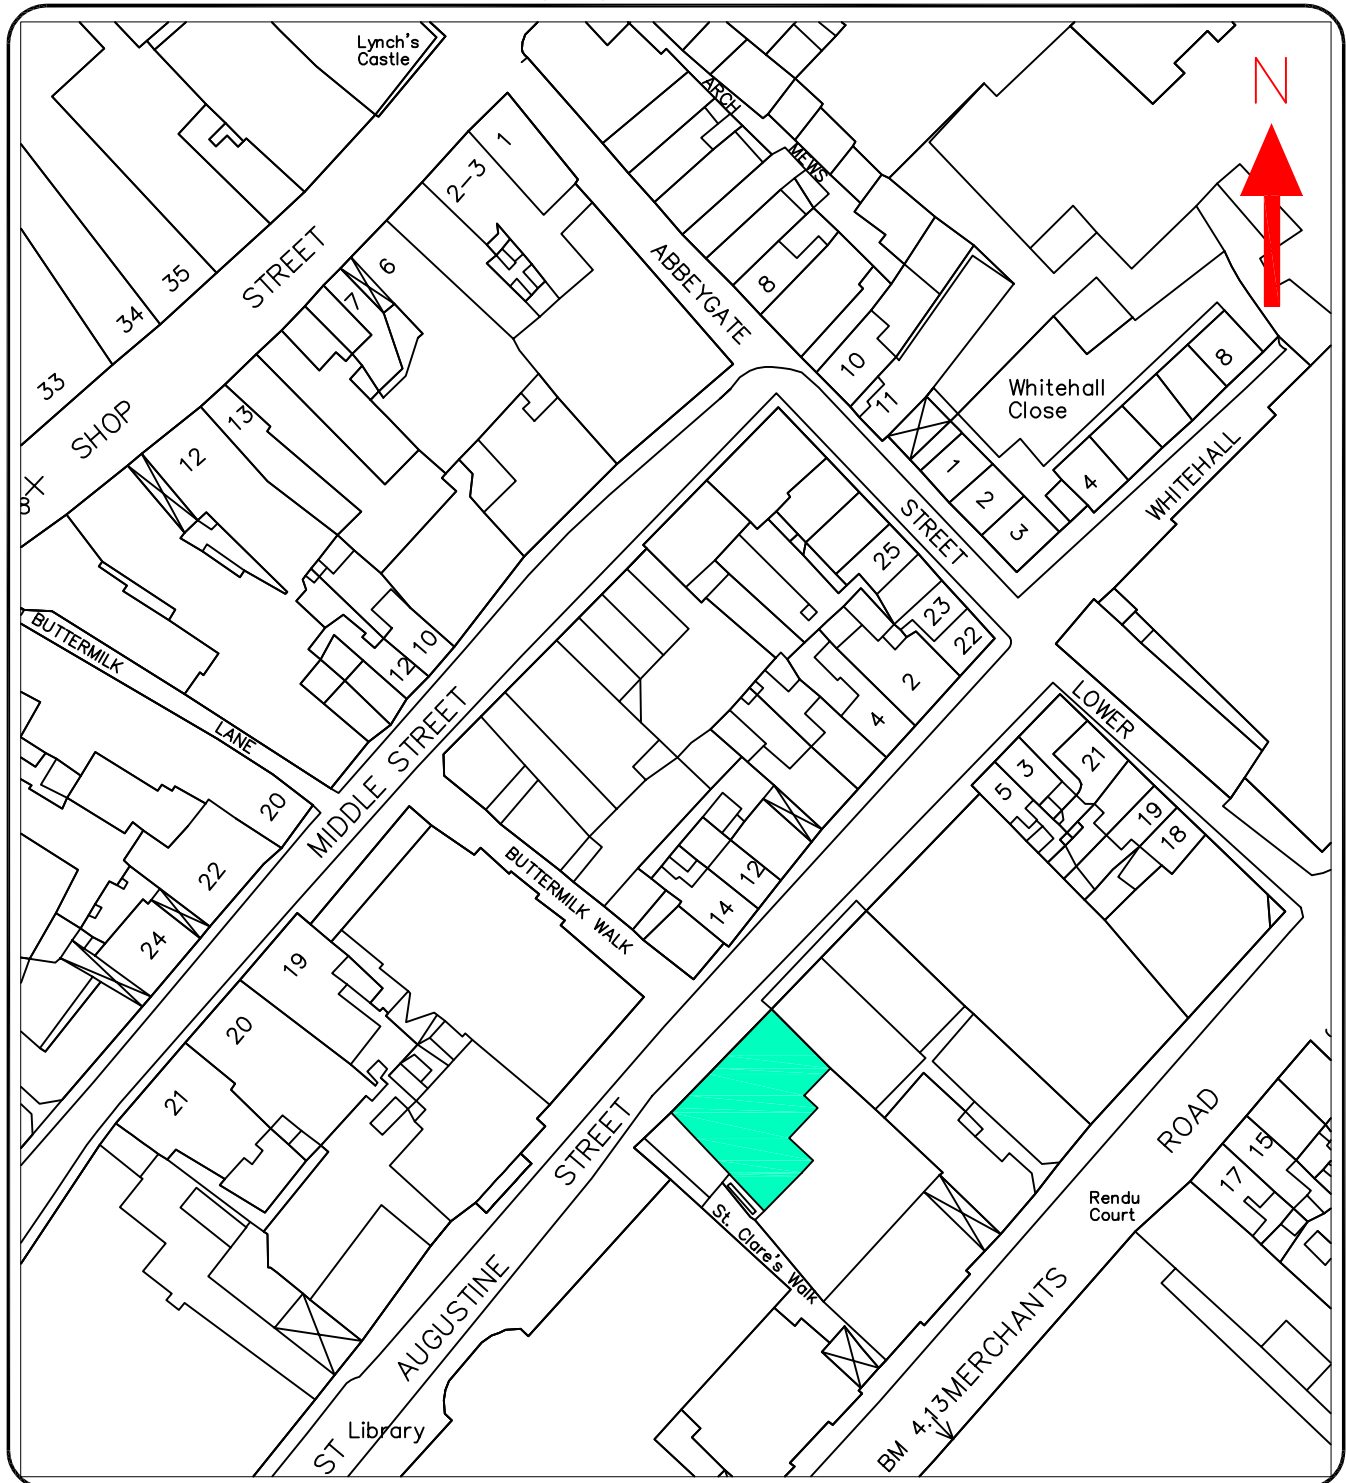 Lynch's
Castle
N
ARCH
MEWS
1
2-3
6
7
8
35
34
33
SHOP STREET
ABBEYGATE STREET
10
11
Whitehall
Close
8
4
1
2
3
WHITEHALL
13
12
25
23
22
2
4
BUTTERMILK LANE
10
12
MIDDLE STREET
LOWER
3
5
21
19
18
20
22
24
BUTTERMILK WALK
12
14
19
20
21
ST AUGUSTINE STREET
St. Clare's Walk
MERCHANTS ROAD
Rendu
Court
15
17
Library
BM 4.13